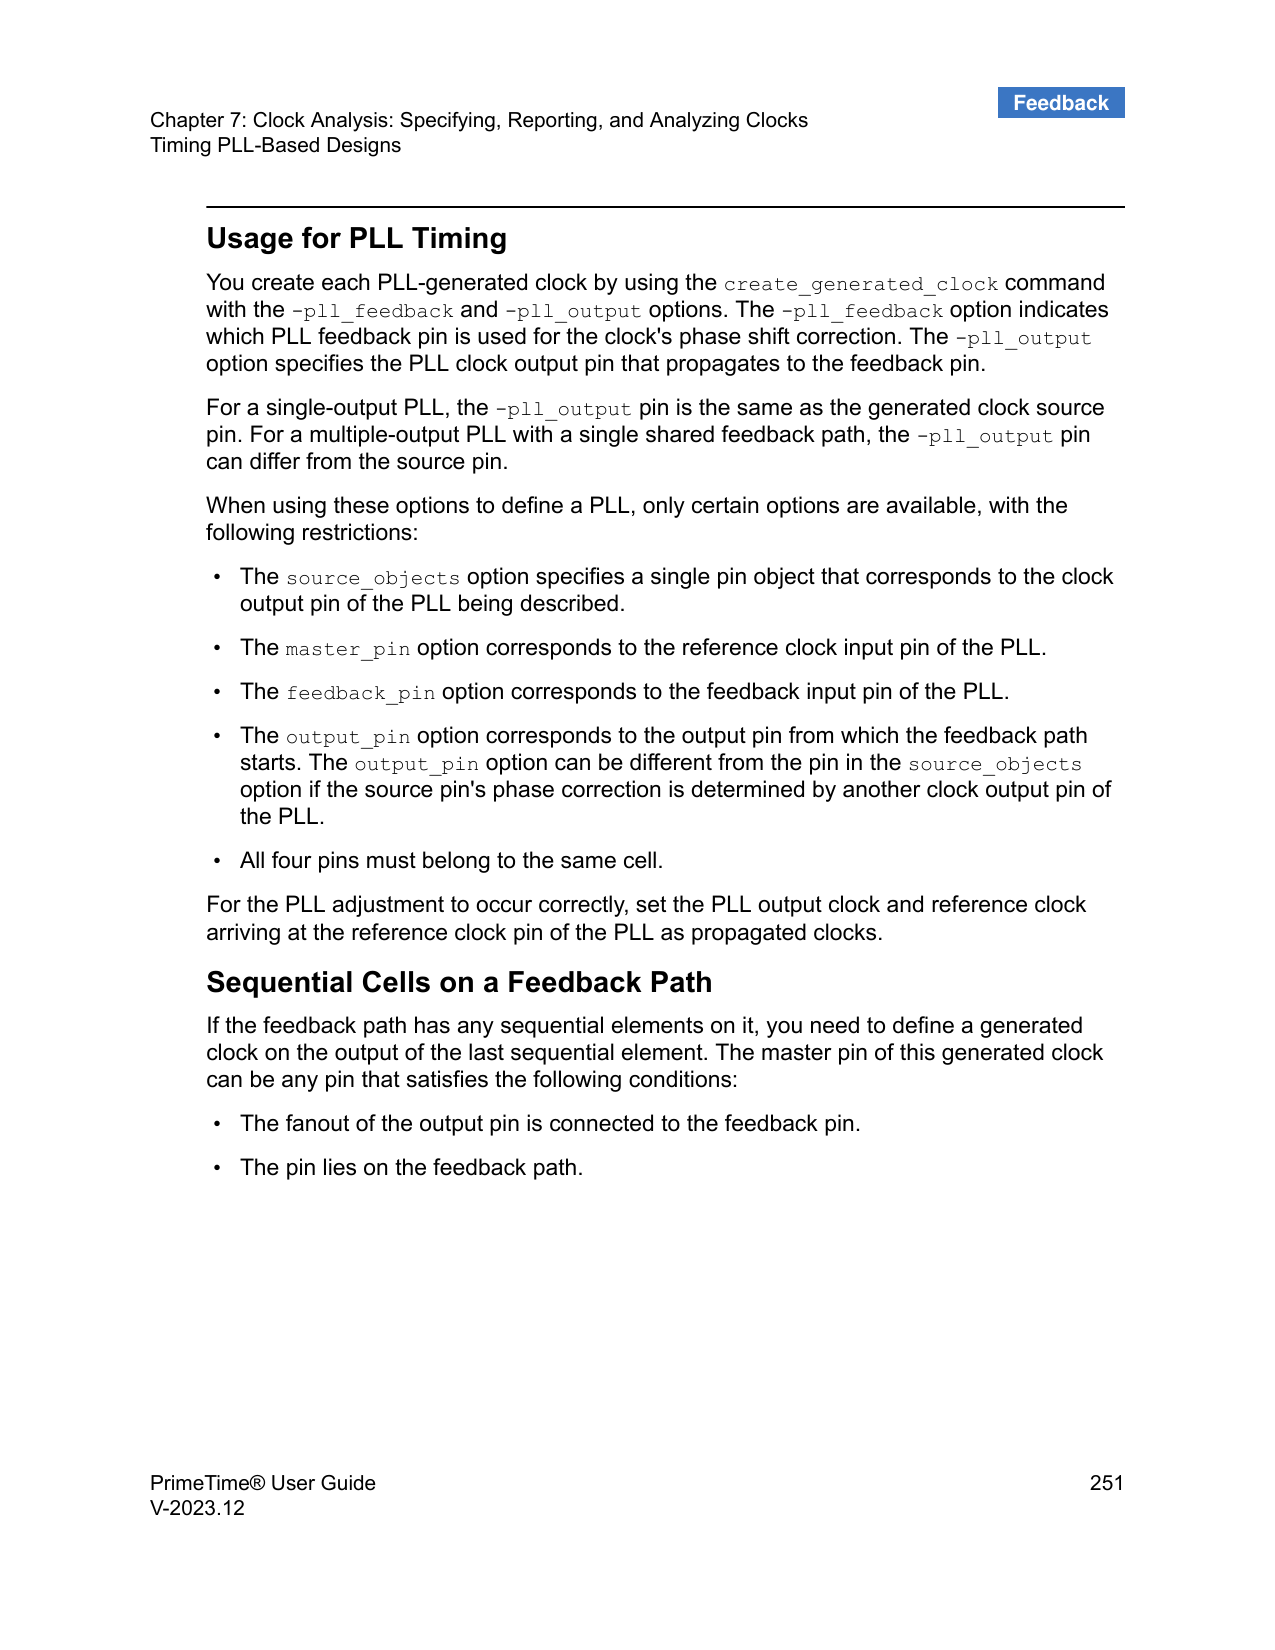 Feedback
Chapter 7: Clock Analysis: Specifying, Reporting, and Analyzing Clocks
Timing PLL-Based Designs
Usage for PLL Timing
You create each PLL-generated clock by using the create_generated_clock command
with the -pll_feedback and -pll_output options. The -pll_feedback option indicates
which PLL feedback pin is used for the clock's phase shift correction. The -pll_output
option specifies the PLL clock output pin that propagates to the feedback pin.
For a single-output PLL, the -pll_output pin is the same as the generated clock source
pin. For a multiple-output PLL with a single shared feedback path, the -pll_output pin
can differ from the source pin.
When using these options to define a PLL, only certain options are available, with the
following restrictions:
• The source_objects option specifies a single pin object that corresponds to the clock
output pin of the PLL being described.
• The master_pin option corresponds to the reference clock input pin of the PLL.
• The feedback_pin option corresponds to the feedback input pin of the PLL.
• The output_pin option corresponds to the output pin from which the feedback path
starts. The output_pin option can be different from the pin in the source_objects
option if the source pin's phase correction is determined by another clock output pin of
the PLL.
• All four pins must belong to the same cell.
For the PLL adjustment to occur correctly, set the PLL output clock and reference clock
arriving at the reference clock pin of the PLL as propagated clocks.
Sequential Cells on a Feedback Path
If the feedback path has any sequential elements on it, you need to define a generated
clock on the output of the last sequential element. The master pin of this generated clock
can be any pin that satisfies the following conditions:
• The fanout of the output pin is connected to the feedback pin.
• The pin lies on the feedback path.
PrimeTime® User Guide
V-2023.12
251